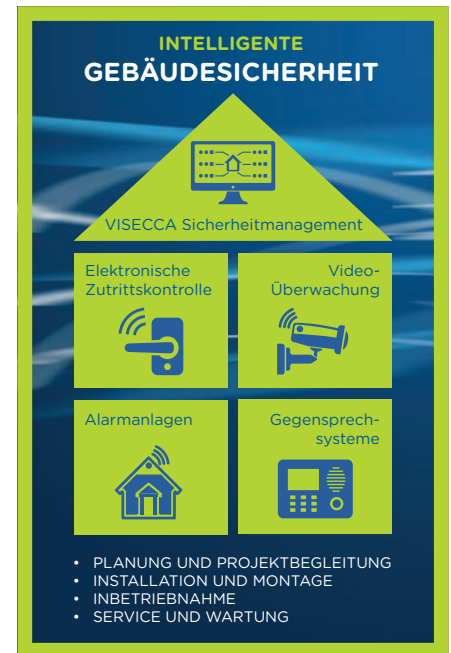 INTELLIGENTE
GEBÄUDESICHERHEIT
VISECCA Sicherheitmanagement
Elektronische
Zutrittskontrolle
Video-
Überwachung
Alarmanlagen
Gegensprech-
systeme
• PLANUNG UND PROJEKTBEGLEITUNG
• INSTALLATION UND MONTAGE
• INBETRIEBNAHME
• SERVICE UND WARTUNG